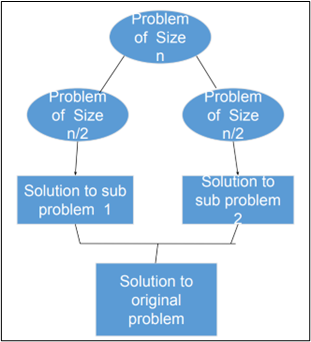 Problem
of Size
n
Problem
of Size
n/2
Problem
of Size
n/2
Solution to sub
problem 1
Solution to
sub problem
2
Solution to
original
problem